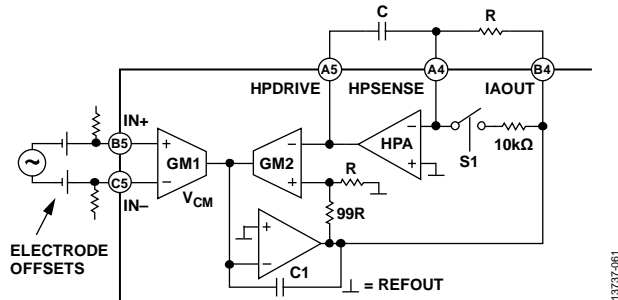 C
R
A5
A4
B4
HPDRIVE
HPSENSE
IAOUT
IN+
B5
+
–
GM1
–
GM2
+
–
HPA
+
S1
10kΩ
C5
–
IN–
V_CM
R
99R
+
–
ELECTRODE
OFFSETS
C1
= REFOUT
13737-061